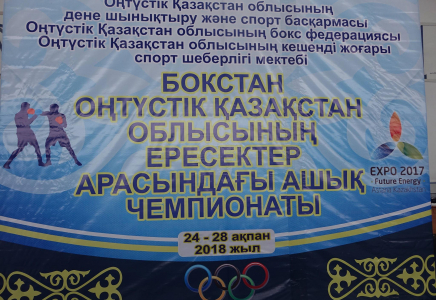 Оңтүстік Қазақстан облысының
дене шынықтыру және спорт басқармасы
Оңтүстік Қазақстан облысының бокс федерациясы
Оңтүстік Қазақстан облысының кешенді жоғары
спорт шеберлігі мектебі
БОКСТАН
ОҢТҮСТІК ҚАЗАҚСТАН
ОБЛЫСЫНЫҢ
ЕРЕСЕКТЕР
АРАСЫНДАҒЫ АШЫҚ
ЧЕМПИОНАТЫ
EXPO 2017
Future Energy
24 - 28 ақпан
2018 жыл